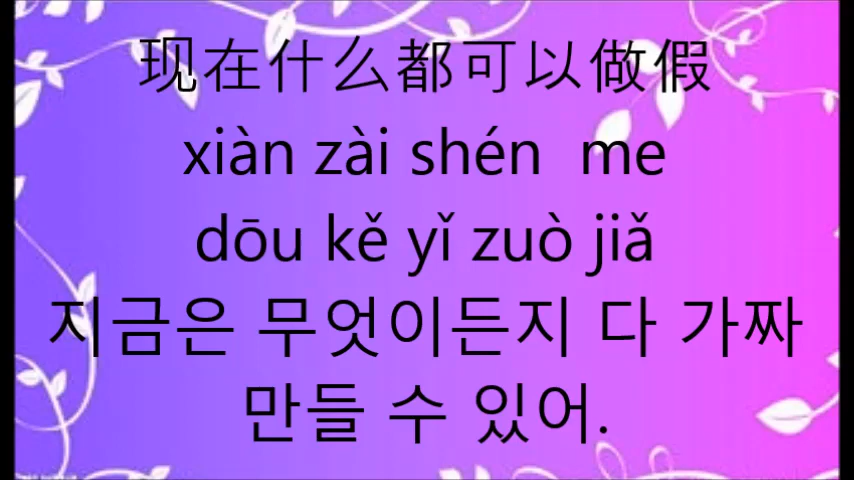 现在什么都可以做假
xiàn zài shén  me
dōu kě yǐ zuò jiǎ
지금은 무엇이든지 다 가짜
만들 수 있어.